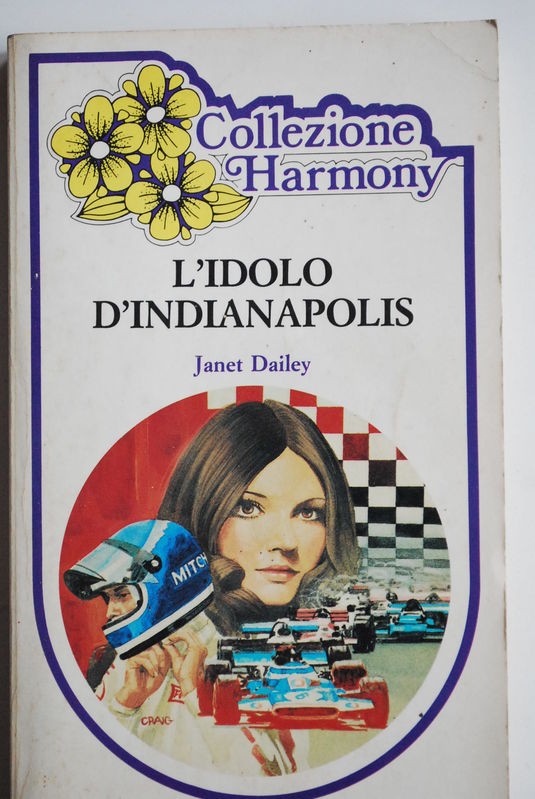 Collezione
Harmony
L'IDOLO
D'INDIANAPOLIS
Janet Dailey
MITCH
CRAIG